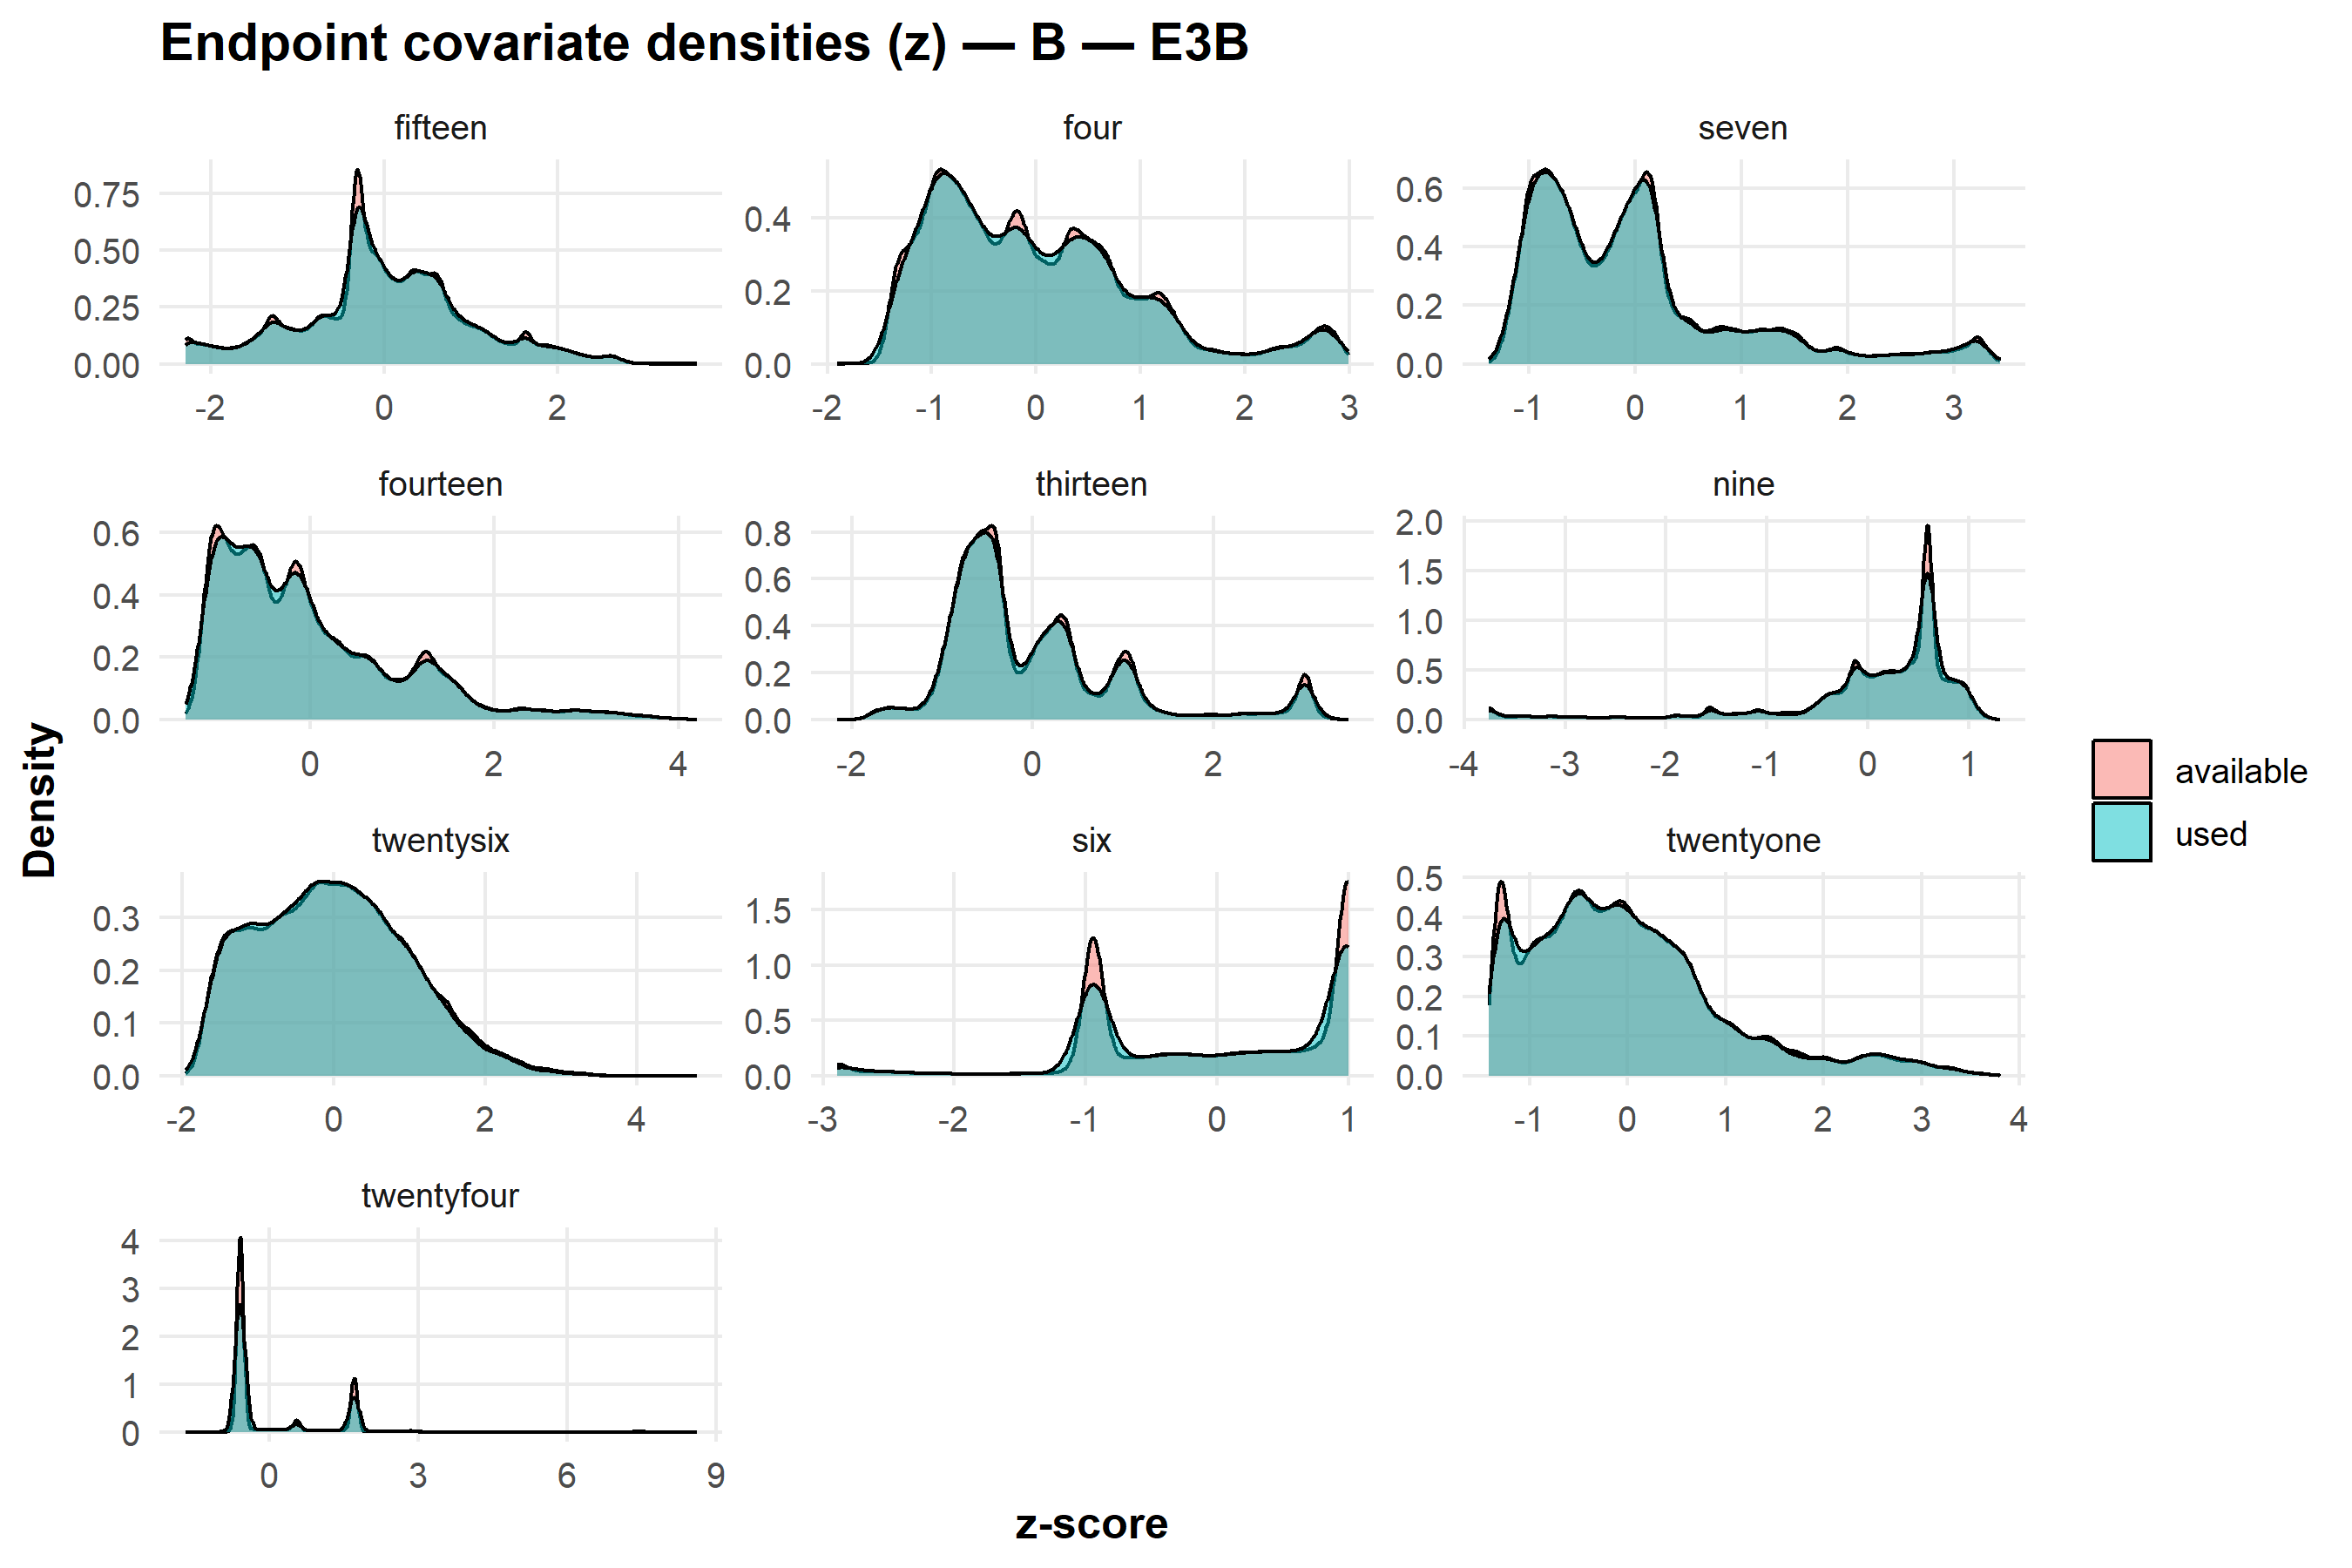 Endpoint covariate densities (z) — B — E3B
fifteen four seven
0.75 0.50 0.25 0.00
-2 0 2
0.4 0.2 0.0
-2 -1 0 1 2 3
0.6 0.4 0.2 0.0
-1 0 1 2 3
fourteen thirteen nine
0.6 0.4 0.2 0.0
0 2 4
0.8 0.6 0.4 0.2 0.0
-2 0 2
2.0 1.5 1.0 0.5 0.0
-4 -3 -2 -1 0 1
twentysix six twentyone
0.3 0.2 0.1 0.0
-2 0 2 4
1.5 1.0 0.5 0.0
-3 -2 -1 0 1
0.5 0.4 0.3 0.2 0.1 0.0
-1 0 1 2 3 4
twentyfour
4 3 2 1 0
0 3 6 9
Density
z-score
available
used